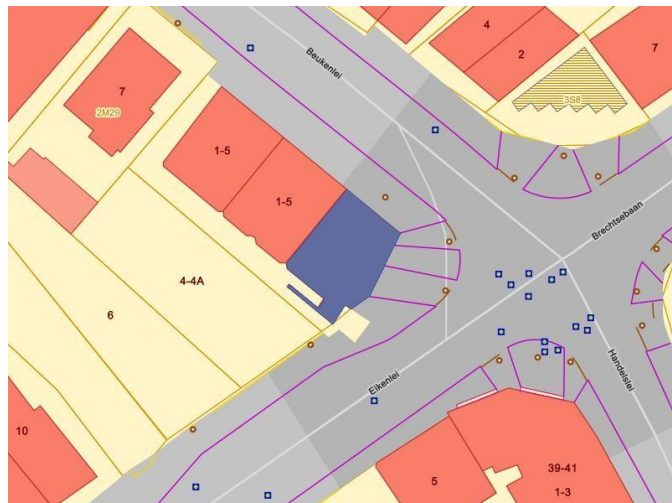 4
2
7
3S8
Beukenlei
7
2M29
1-5
1-5
Brechtsebaan
4-4A
6
Handelslei
Eikenlei
10
5
39-41
1-3